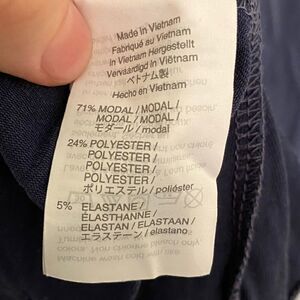 Made in Vietnam
Fabriqué au Vietnam
In Vietnam Hergestellt
Vervaardigd in Viëtnam
ベトナム製
Hecho en Vietnam
71% MODAL / MODAL /
MODAL / MODAL /
モダール / modal
24% POLYESTER /
POLYESTER /
POLYESTER /
POLYESTER /
ポリエステル / poliéster
5% ELASTANE /
ÉLASTHANNE /
ELASTAN / ELASTAAN /
エラステーン / elastano